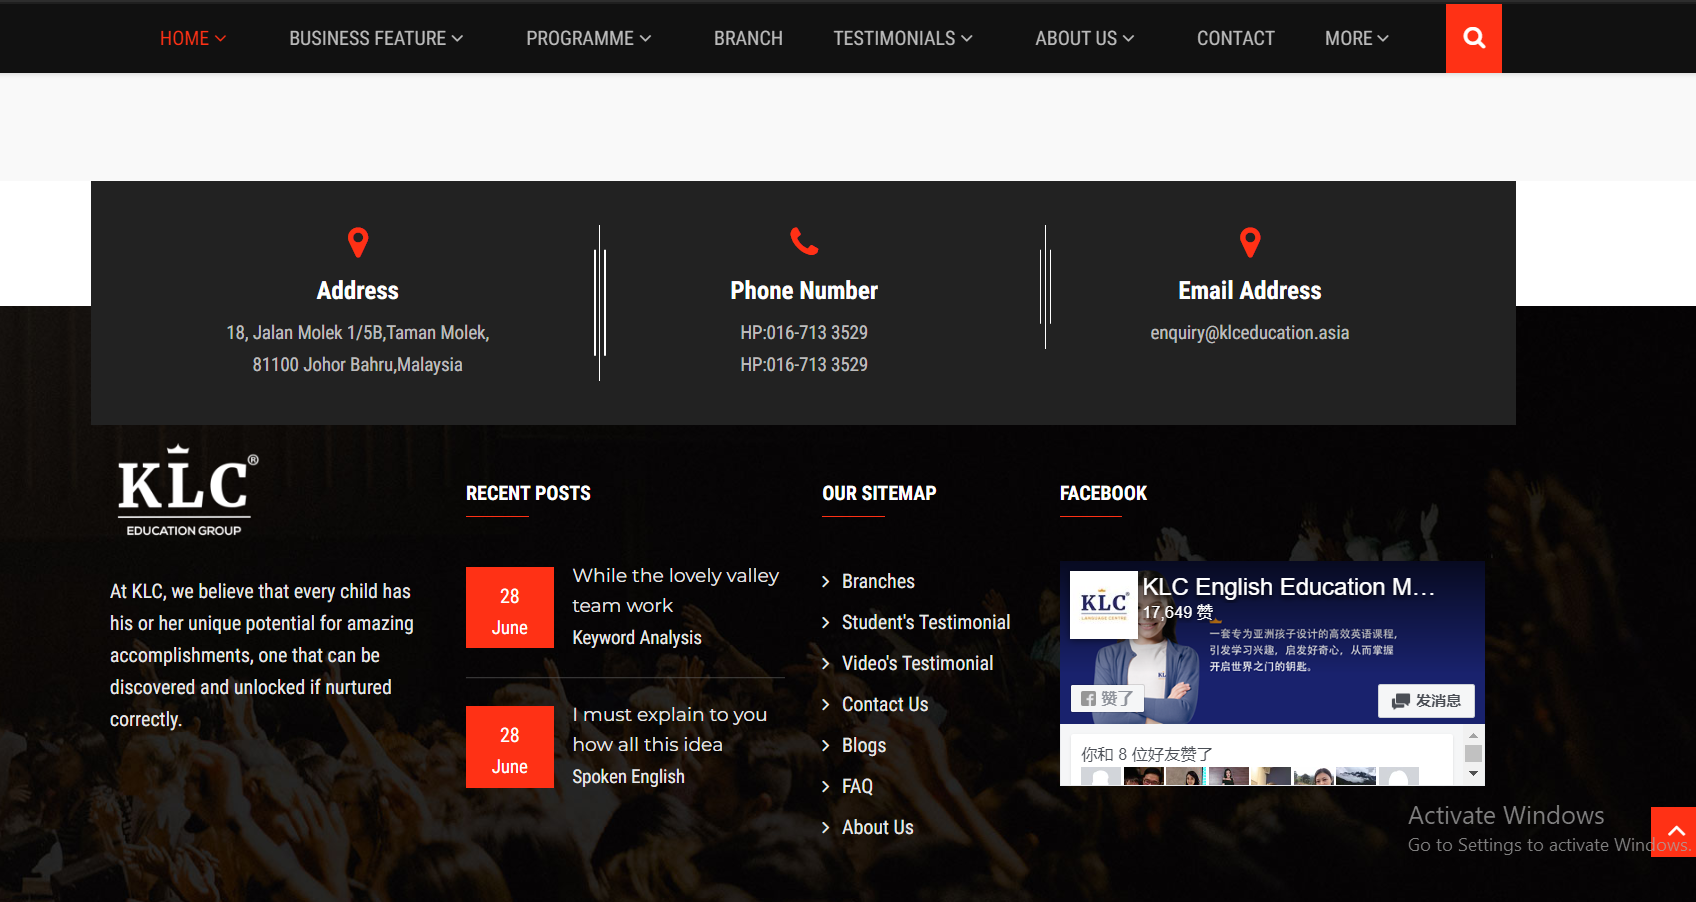 HOME
BUSINESS FEATURE
PROGRAMME
BRANCH
TESTIMONIALS
ABOUT US
CONTACT
MORE
Address
18, Jalan Molek 1/5B,Taman Molek,
81100 Johor Bahru,Malaysia
Phone Number
HP:016-713 3529
HP:016-713 3529
Email Address
enquiry@klceducation.asia
KLC®
EDUCATION GROUP
At KLC, we believe that every child has
his or her unique potential for amazing
accomplishments, one that can be
discovered and unlocked if nurtured
correctly.
RECENT POSTS
28
June
While the lovely valley
team work
Keyword Analysis
28
June
I must explain to you
how all this idea
Spoken English
OUR SITEMAP
Branches
Student's Testimonial
Video's Testimonial
Contact Us
Blogs
FAQ
About Us
FACEBOOK
KLC
LANGUAGE CENTRE
KLC English Education M...
17,649 赞
一套专为亚洲孩子设计的高效英语课程,
引发学习兴趣，启发好奇心，从而掌握
开启世界之门的钥匙。
KLC
赞了
发消息
你和 8 位好友赞了
Activate Windows
Go to Settings to activate Windows.